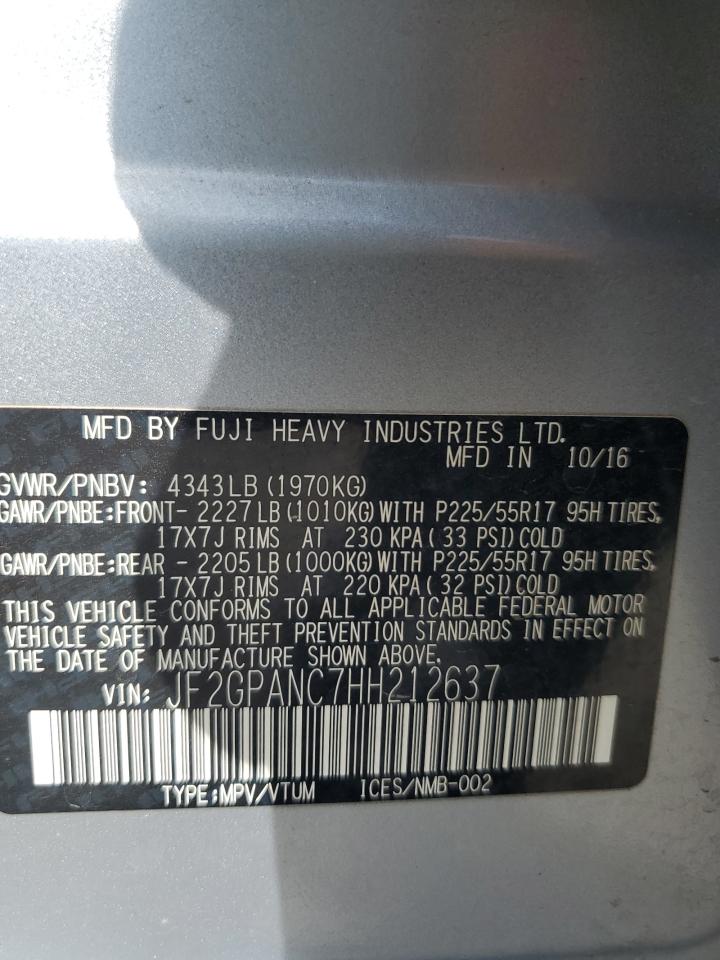 MFD BY FUJI HEAVY INDUSTRIES LTD.
MFD IN 10/16
GVWR/PNBV: 4343LB (1970KG)
GAWR/PNBE:FRONT- 2227LB (1010KG) WITH P225/55R17 95H TIRES,
17X7J RIMS AT 230 KPA ( 33 PSI) COLD
GAWR/PNBE:REAR - 2205LB (1000KG) WITH P225/55R17 95H TIRES,
17X7J RIMS AT 220 KPA ( 32 PSI) COLD
THIS VEHICLE CONFORMS TO ALL APPLICABLE FEDERAL MOTOR
VEHICLE SAFETY AND THEFT PREVENTION STANDARDS IN EFFECT ON
THE DATE OF MANUFACTURE SHOWN ABOVE.
VIN: JF2GPANC7HH212637
TYPE:MPV/VTUM ICES/NMB-002